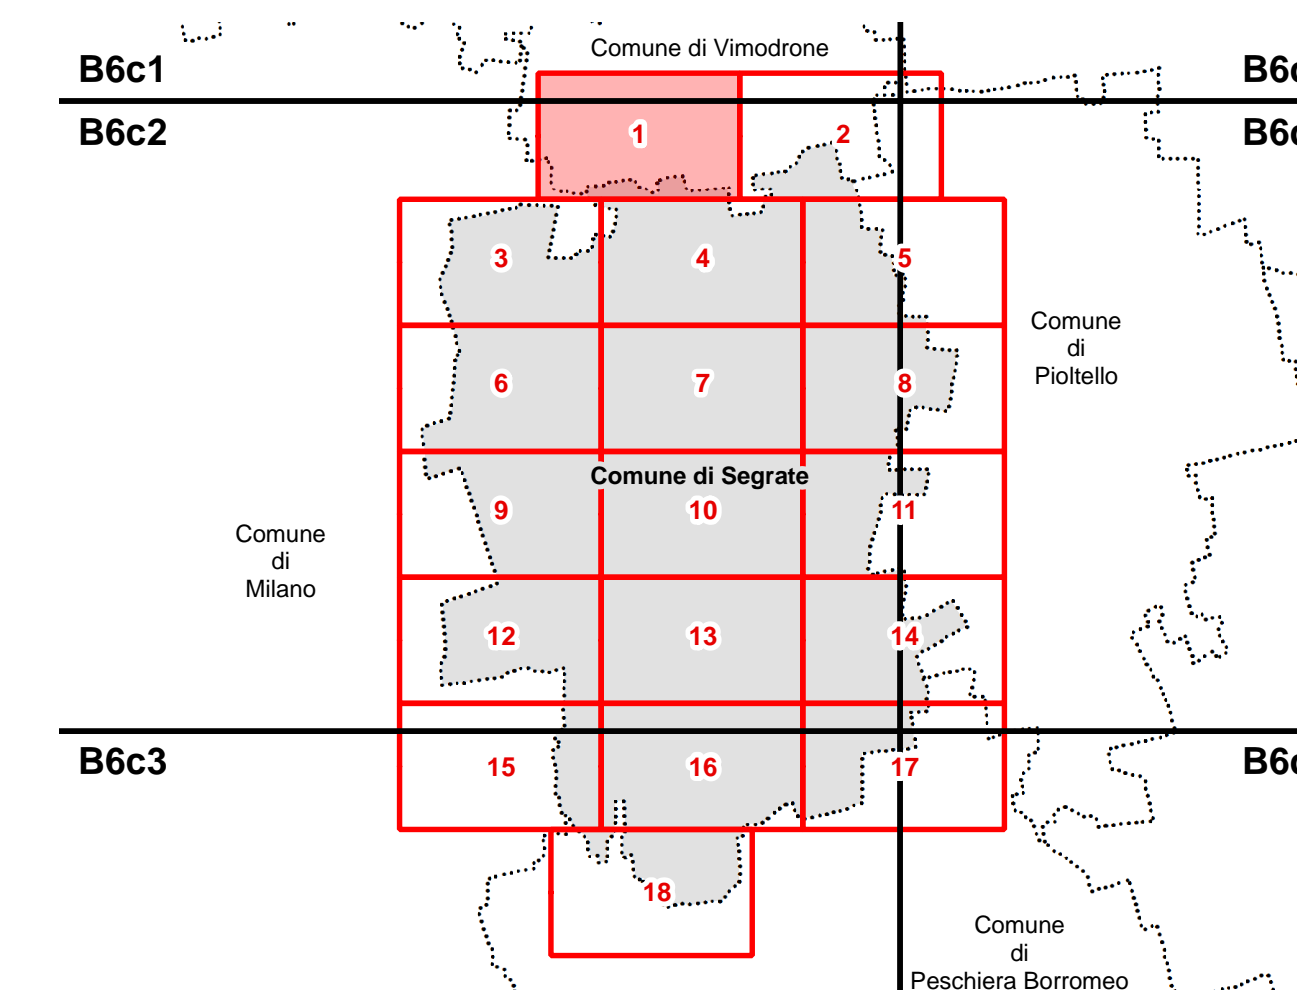 Comune di Vimodrone
B6c1
B6c2
1
2
3
4
5
Comune
di
Pioltello
6
7
8
Comune di Segrate
9
10
11
Comune
di
Milano
12
13
14
B6c3
15
16
17
18
Comune
di
Peschiera Borromeo